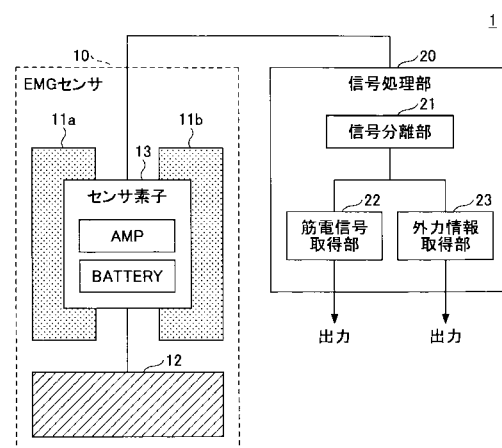 1
10
EMGセンサ
11a
11b
13
センサ素子
AMP
BATTERY
12
20
信号処理部
21
信号分離部
22
筋電信号
取得部
23
外力情報
取得部
出力
出力